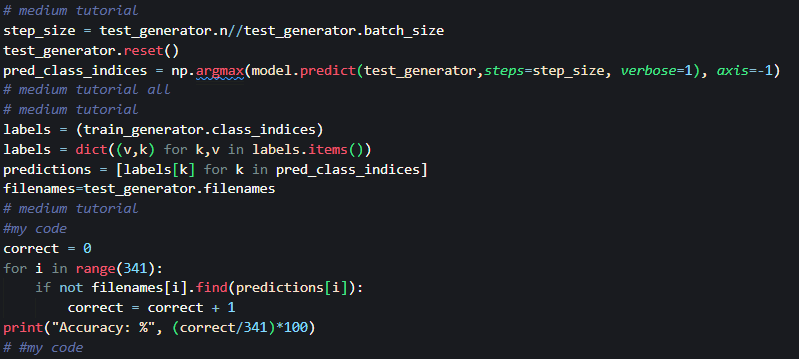 # medium tutorial
step_size = test_generator.n//test_generator.batch_size
test_generator.reset()
pred_class_indices = np.argmax(model.predict(test_generator,steps=step_size, verbose=1), axis=-1)
# medium tutorial all
# medium tutorial
labels = (train_generator.class_indices)
labels = dict((v,k) for k,v in labels.items())
predictions = [labels[k] for k in pred_class_indices]
filenames=test_generator.filenames
# medium tutorial
#my code
correct = 0
for i in range(341):
    if not filenames[i].find(predictions[i]):
        correct = correct + 1
print("Accuracy: %", (correct/341)*100)
# #my code